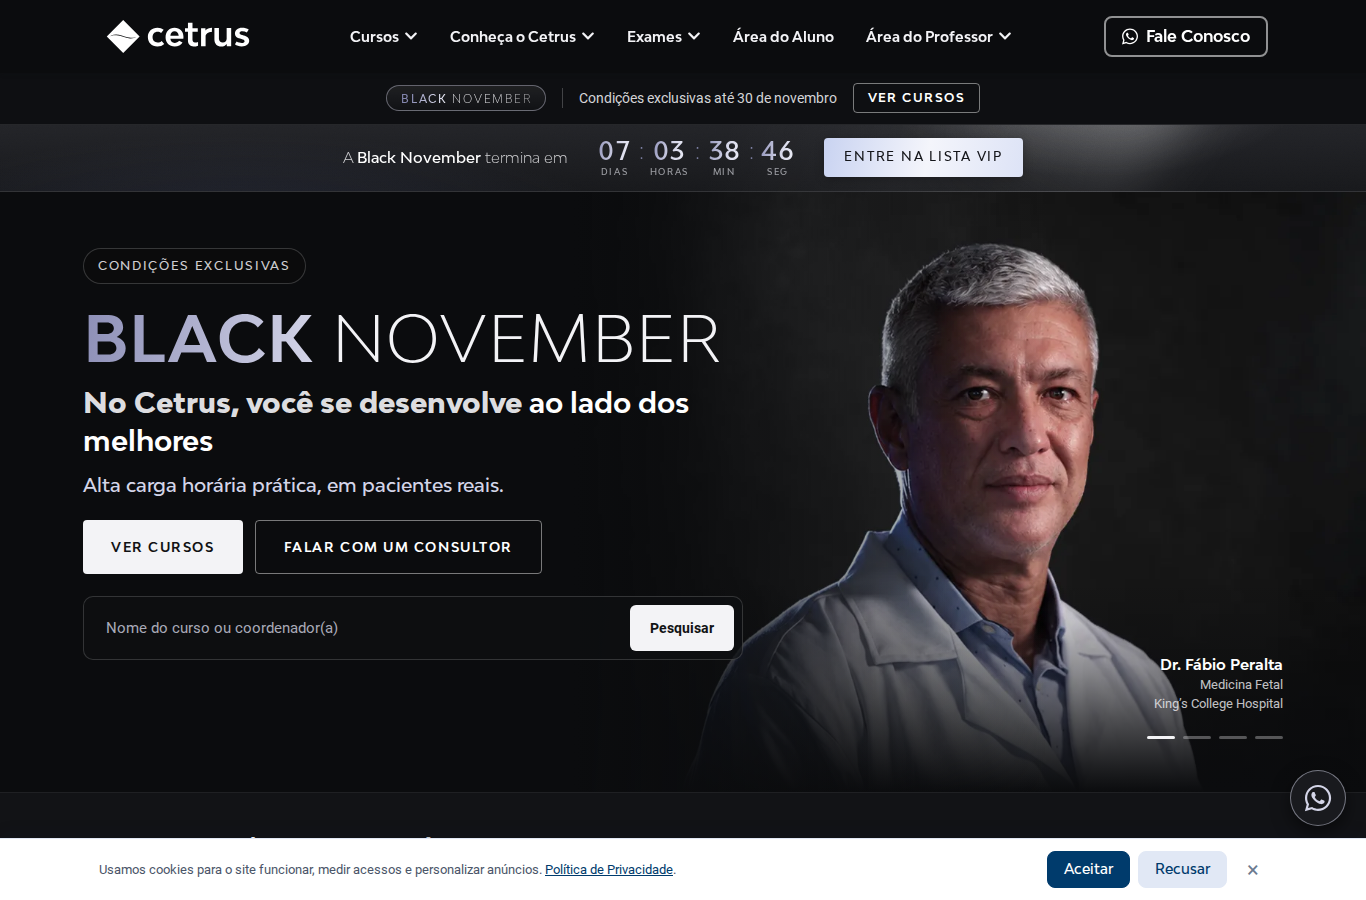 cetrus
Cursos
Conheça o Cetrus
Exames
Área do Aluno
Área do Professor
Fale Conosco
BLACK NOVEMBER
Condições exclusivas até 30 de novembro
VER CURSOS
A Black November termina em
07 : 03 : 38 : 46
DIAS HORAS MIN SEG
ENTRE NA LISTA VIP
CONDIÇÕES EXCLUSIVAS
BLACK NOVEMBER
No Cetrus, você se desenvolve ao lado dos
melhores
Alta carga horária prática, em pacientes reais.
VER CURSOS
FALAR COM UM CONSULTOR
Nome do curso ou coordenador(a)
Pesquisar
Dr. Fábio Peralta
Medicina Fetal
King's College Hospital
Usamos cookies para o site funcionar, medir acessos e personalizar anúncios. Política de Privacidade.
Aceitar
Recusar
×